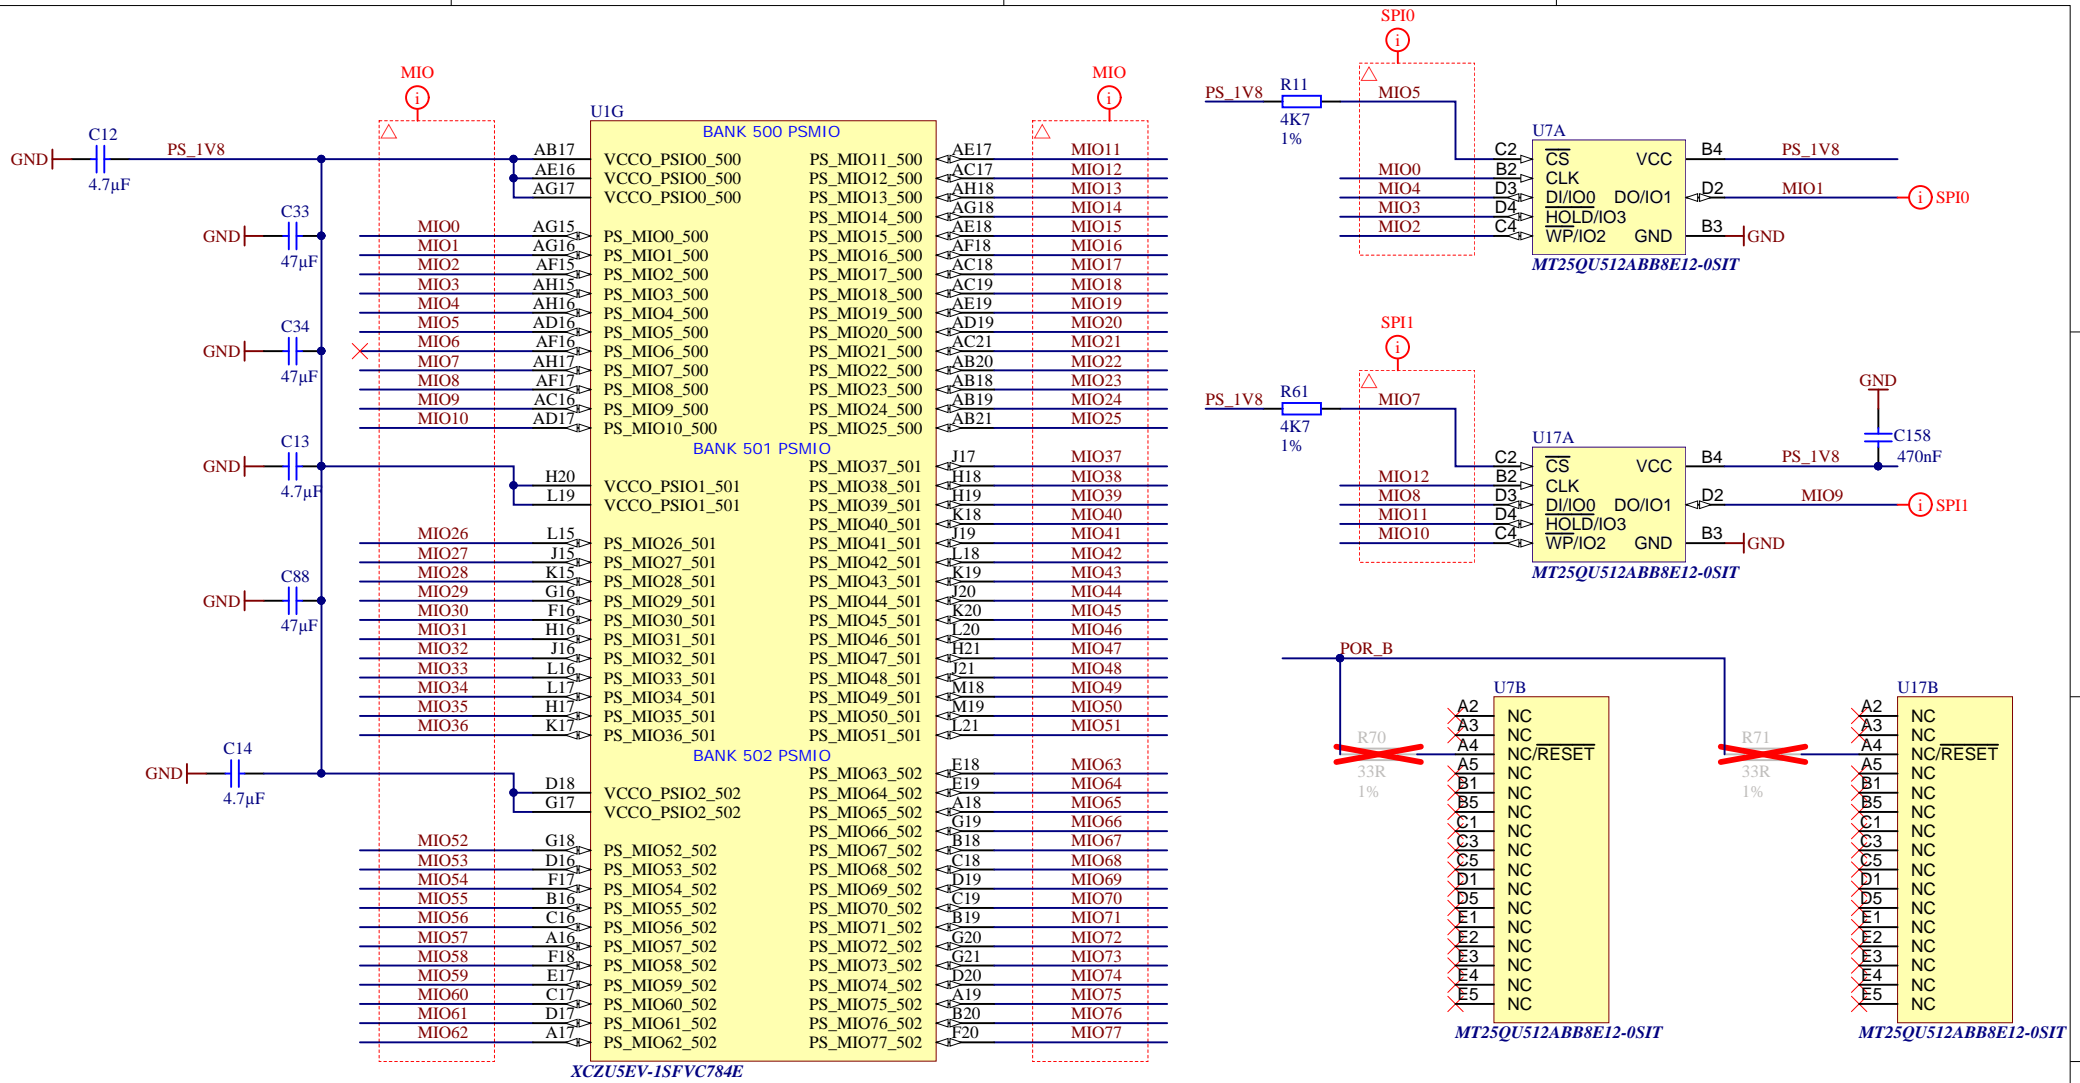 SPI0
MIO
MIO
PS_1V8
R11
4K7
1%
MIO5
U1G
C12
GND
4.7µF
PS_1V8
BANK 500 PSMIO
AB17 VCCO_PSIO0_500 PS_MIO11_500 AE17 MIO11
AE16 VCCO_PSIO0_500 PS_MIO12_500 AC17 MIO12
AG17 VCCO_PSIO0_500 PS_MIO13_500 AH18 MIO13
PS_MIO14_500 AG18 MIO14
MIO0 AG15 PS_MIO0_500 PS_MIO15_500 AE18 MIO15
MIO1 AG16 PS_MIO1_500 PS_MIO16_500 AF18 MIO16
MIO2 AF15 PS_MIO2_500 PS_MIO17_500 AC18 MIO17
MIO3 AH15 PS_MIO3_500 PS_MIO18_500 AC19 MIO18
MIO4 AH16 PS_MIO4_500 PS_MIO19_500 AE19 MIO19
MIO5 AD16 PS_MIO5_500 PS_MIO20_500 AD19 MIO20
MIO6 AF16 PS_MIO6_500 PS_MIO21_500 AC21 MIO21
MIO7 AH17 PS_MIO7_500 PS_MIO22_500 AB20 MIO22
MIO8 AF17 PS_MIO8_500 PS_MIO23_500 AB18 MIO23
MIO9 AC16 PS_MIO9_500 PS_MIO24_500 AB19 MIO24
MIO10 AD17 PS_MIO10_500 PS_MIO25_500 AB21 MIO25
C33
GND
47µF
C34
GND
47µF
C13
GND
4.7µF
BANK 501 PSMIO
PS_MIO37_501 J17 MIO37
H20 VCCO_PSIO1_501 PS_MIO38_501 H18 MIO38
L19 VCCO_PSIO1_501 PS_MIO39_501 H19 MIO39
PS_MIO40_501 K18 MIO40
MIO26 L15 PS_MIO26_501 PS_MIO41_501 J19 MIO41
MIO27 J15 PS_MIO27_501 PS_MIO42_501 L18 MIO42
MIO28 K15 PS_MIO28_501 PS_MIO43_501 K19 MIO43
MIO29 G16 PS_MIO29_501 PS_MIO44_501 J20 MIO44
MIO30 F16 PS_MIO30_501 PS_MIO45_501 K20 MIO45
MIO31 H16 PS_MIO31_501 PS_MIO46_501 L20 MIO46
MIO32 J16 PS_MIO32_501 PS_MIO47_501 H21 MIO47
MIO33 L16 PS_MIO33_501 PS_MIO48_501 J21 MIO48
MIO34 L17 PS_MIO34_501 PS_MIO49_501 M18 MIO49
MIO35 H17 PS_MIO35_501 PS_MIO50_501 M19 MIO50
MIO36 K17 PS_MIO36_501 PS_MIO51_501 L21 MIO51
C88
GND
47µF
C14
GND
4.7µF
BANK 502 PSMIO
PS_MIO63_502 E18 MIO63
D18 VCCO_PSIO2_502 PS_MIO64_502 E19 MIO64
G17 VCCO_PSIO2_502 PS_MIO65_502 A18 MIO65
PS_MIO66_502 G19 MIO66
MIO52 G18 PS_MIO52_502 PS_MIO67_502 B18 MIO67
MIO53 D16 PS_MIO53_502 PS_MIO68_502 C18 MIO68
MIO54 F17 PS_MIO54_502 PS_MIO69_502 D19 MIO69
MIO55 B16 PS_MIO55_502 PS_MIO70_502 C19 MIO70
MIO56 C16 PS_MIO56_502 PS_MIO71_502 B19 MIO71
MIO57 A16 PS_MIO57_502 PS_MIO72_502 G20 MIO72
MIO58 F18 PS_MIO58_502 PS_MIO73_502 G21 MIO73
MIO59 E17 PS_MIO59_502 PS_MIO74_502 D20 MIO74
MIO60 C17 PS_MIO60_502 PS_MIO75_502 A19 MIO75
MIO61 D17 PS_MIO61_502 PS_MIO76_502 B20 MIO76
MIO62 A17 PS_MIO62_502 PS_MIO77_502 F20 MIO77
XCZU5EV-1SFVC784E
U7A
C2 CS VCC B4 PS_1V8
MIO0 B2 CLK
MIO4 D3 DI/IO0 DO/IO1 D2 MIO1 SPI0
MIO3 D4 HOLD/IO3
MIO2 C4 WP/IO2 GND B3 GND
MT25QU512ABB8E12-0SIT
SPI1
PS_1V8
R61
4K7
1%
MIO7
GND
C158
470nF
U17A
C2 CS VCC B4 PS_1V8
MIO12 B2 CLK
MIO8 D3 DI/IO0 DO/IO1 D2 MIO9 SPI1
MIO11 D4 HOLD/IO3
MIO10 C4 WP/IO2 GND B3 GND
MT25QU512ABB8E12-0SIT
POR_B
R70
33R
1%
U7B
A2 NC
A3 NC
A4 NC/RESET
A5 NC
B1 NC
B5 NC
C1 NC
C3 NC
C5 NC
D1 NC
D5 NC
E1 NC
E2 NC
E3 NC
E4 NC
E5 NC
MT25QU512ABB8E12-0SIT
R71
33R
1%
U17B
A2 NC
A3 NC
A4 NC/RESET
A5 NC
B1 NC
B5 NC
C1 NC
C3 NC
C5 NC
D1 NC
D5 NC
E1 NC
E2 NC
E3 NC
E4 NC
E5 NC
MT25QU512ABB8E12-0SIT